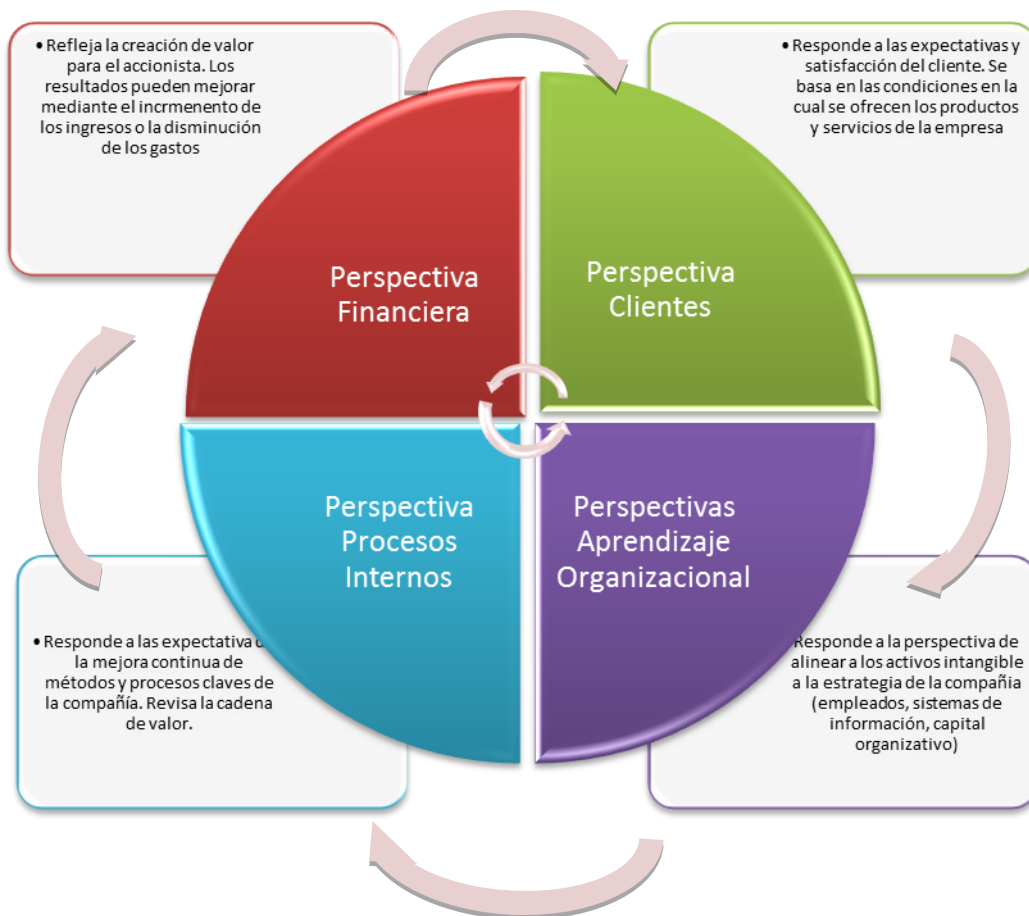 • Refleja la creación de valor
para el accionista. Los
resultados pueden mejorar
mediante el incrmenento de
los ingresos o la disminución
de los gastos
• Responde a las expectativas y
satisfacción del cliente. Se
basa en las condiciones en la
cual se ofrecen los productos
y servicios de la empresa
Perspectiva
Financiera
Perspectiva
Clientes
Perspectiva
Procesos
Internos
Perspectivas
Aprendizaje
Organizacional
• Responde a las expectativa
la mejora continua de
métodos y procesos claves de
la compañía. Revisa la cadena
de valor.
Responde a la perspectiva de
alinear a los activos intangible
a la estrategia de la compañia
(empleados, sistemas de
información, capital
organizativo)